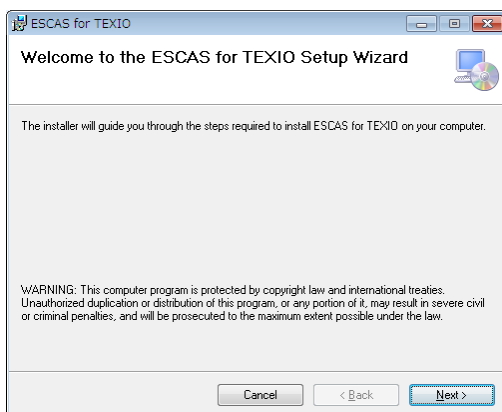 ESCAS for TEXIO
Welcome to the ESCAS for TEXIO Setup Wizard
The installer will guide you through the steps required to install ESCAS for TEXIO on your computer.
WARNING: This computer program is protected by copyright law and international treaties.
Unauthorized duplication or distribution of this program, or any portion of it, may result in severe civil
or criminal penalties, and will be prosecuted to the maximum extent possible under the law.
Cancel
< Back
Next >